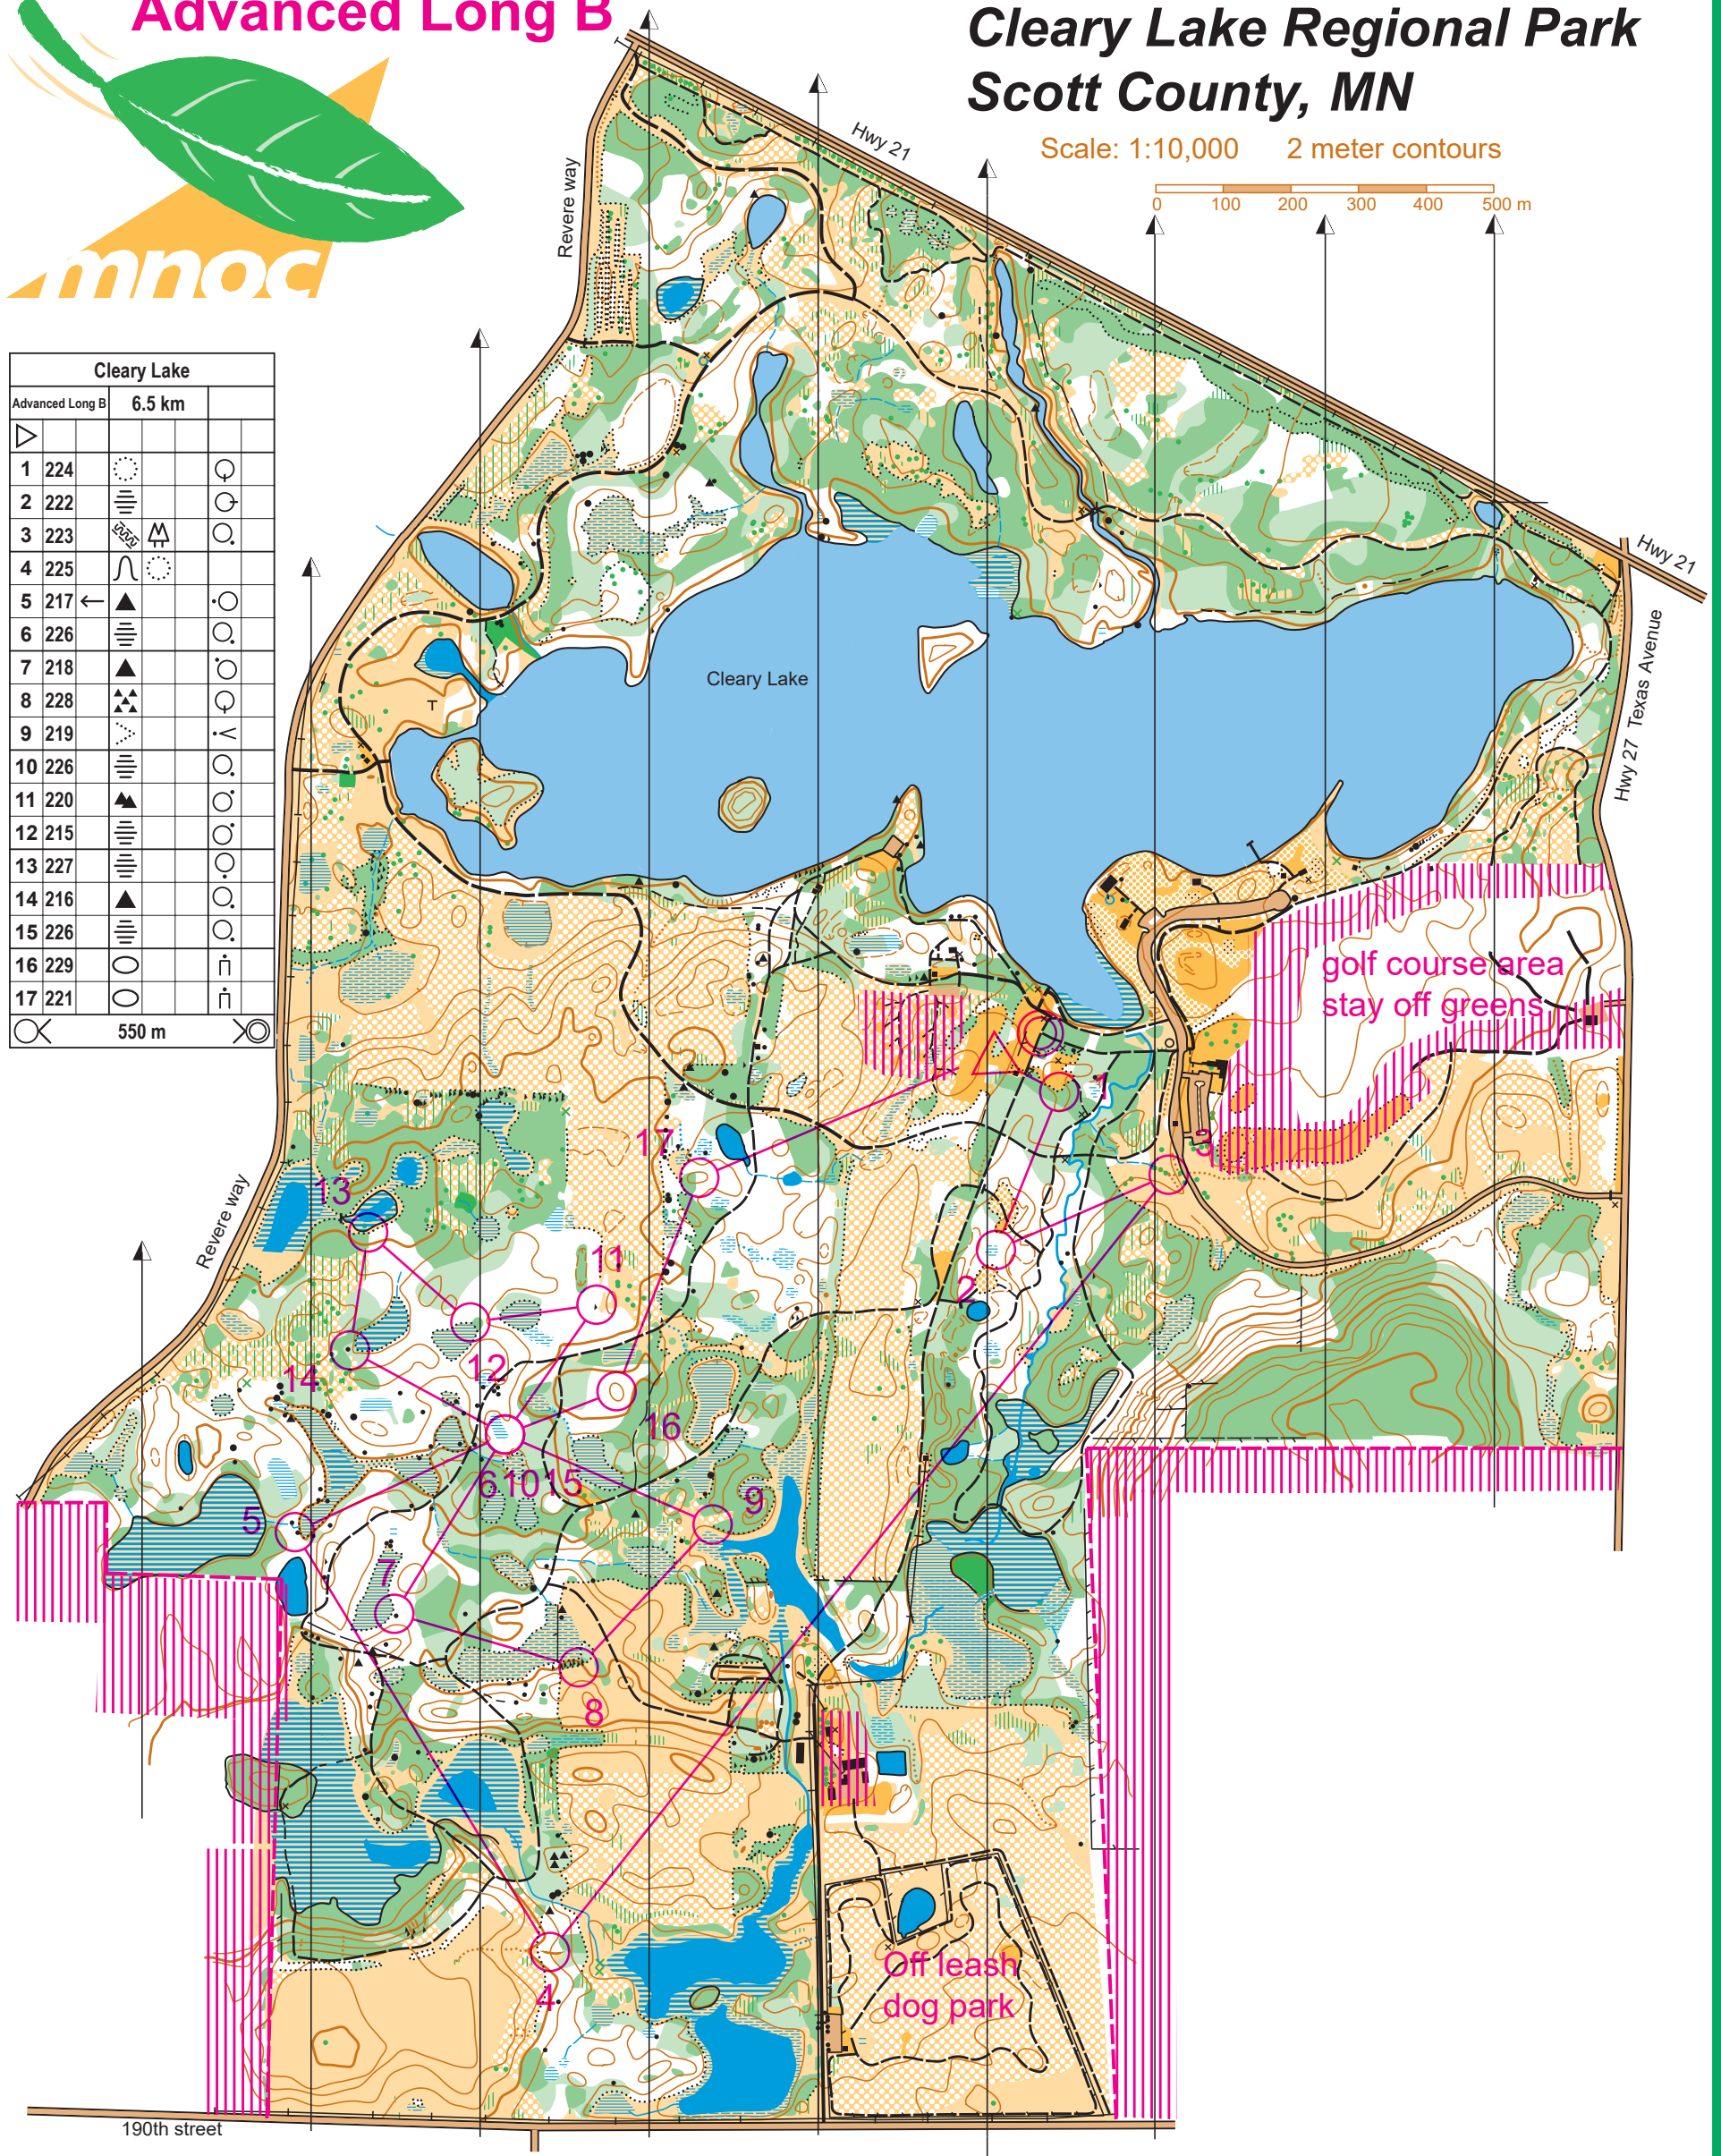 Advanced Long B
Cleary Lake Regional Park
Scott County, MN
Scale: 1:10,000 2 meter contours
0 100 200 300 400 500 m
mnoc
Hwy 21
Revere way
Cleary Lake
Advanced Long B 6.5 km
1 224
2 222
3 223
4 225
5 217
6 226
7 218
8 228
9 219
10 226
11 220
12 215
13 227
14 216
15 226
16 229
17 221
550 m
Hwy 21
Hwy 27 Texas Avenue
Cleary Lake
T
golf course area
stay off greens
1
17
3
13
Revere way
11
2
12
14
16
6 10 15
9
5
7
8
Off leash
dog park
4
190th street